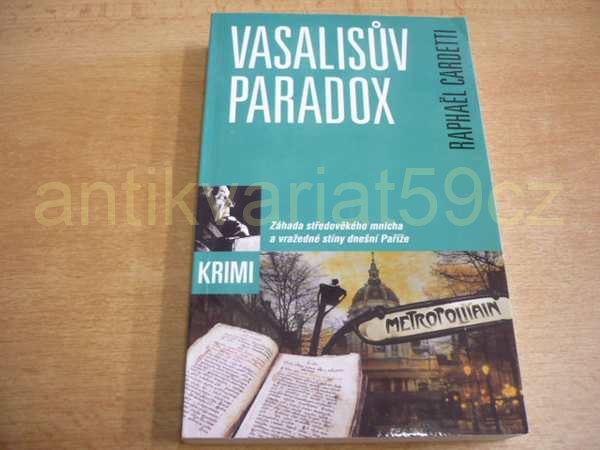 VASALISŮV
PARADOX
RAPHAËL CARDETTI
antikvariat59cz
Záhada středověkého mnicha
a vražedné stíny dnešní Paříže
KRIMI
METROPOLITAIN